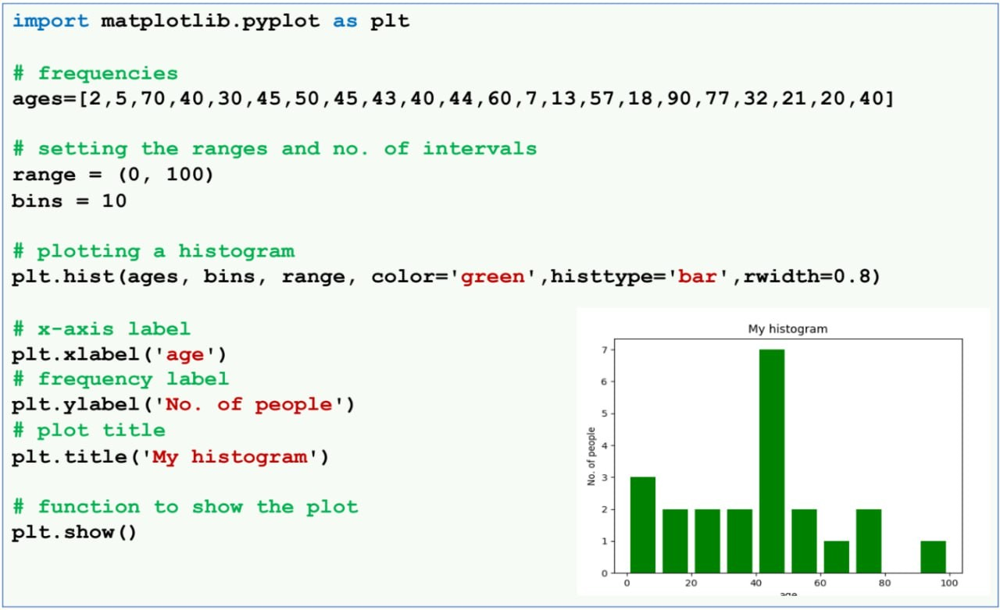 import matplotlib.pyplot as plt
# frequencies
ages=[2,5,70,40,30,45,50,45,43,40,44,60,7,13,57,18,90,77,32,21,20,40]
# setting the ranges and no. of intervals
range = (0, 100)
bins = 10
# plotting a histogram
plt.hist(ages, bins, range, color='green',histtype='bar',rwidth=0.8)
# x-axis label
plt.xlabel('age')
# frequency label
plt.ylabel('No. of people')
# plot title
plt.title('My histogram')
# function to show the plot
plt.show()
My histogram
No. of people
7
6
5
4
3
2
1
0
0 20 40 60 80 100
age